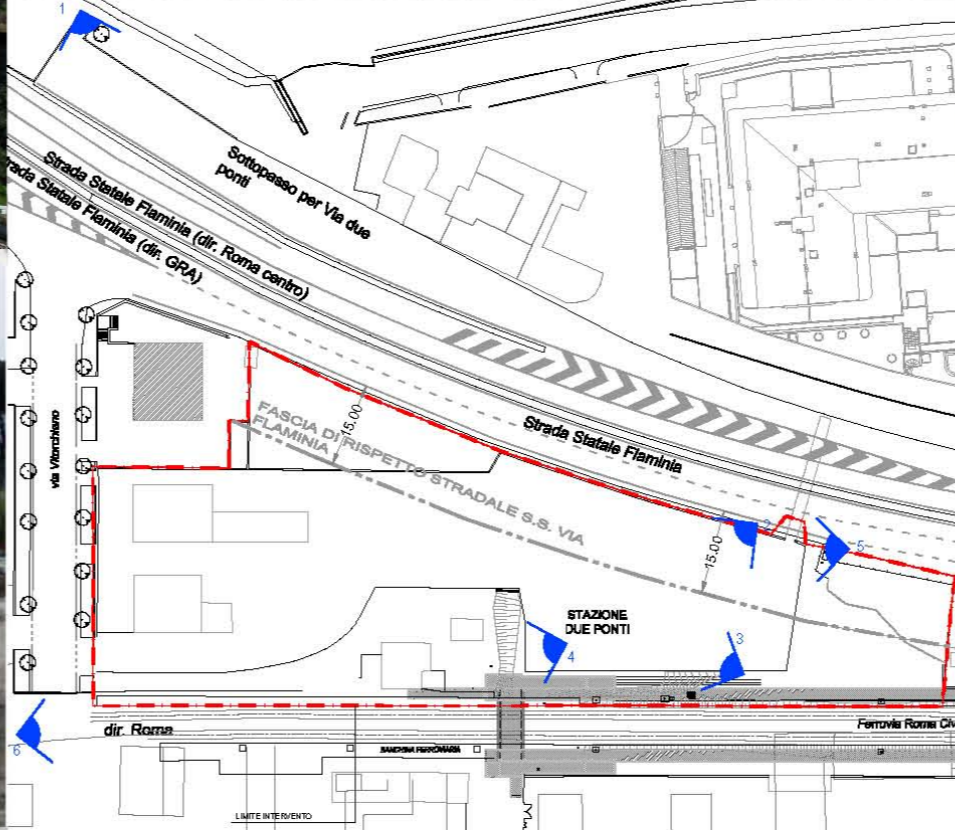 1
Sottopasso per Via due
ponti
Strada Statale Flaminia (dir. Roma centro)
rada Statale Flaminia (dir. GRA)
FASCIA DI RISPETTO STRADALE S.S. VIA
FLAMINIA
15.00
Strada Statale Flaminia
via Vitorchiano
2
5
15.00
STAZIONE
DUE PONTI
3
4
6
dir. Roma
Ferrovia Roma Civ
BANCHINA FERROVIARIA
LIMITE INTERVENTO